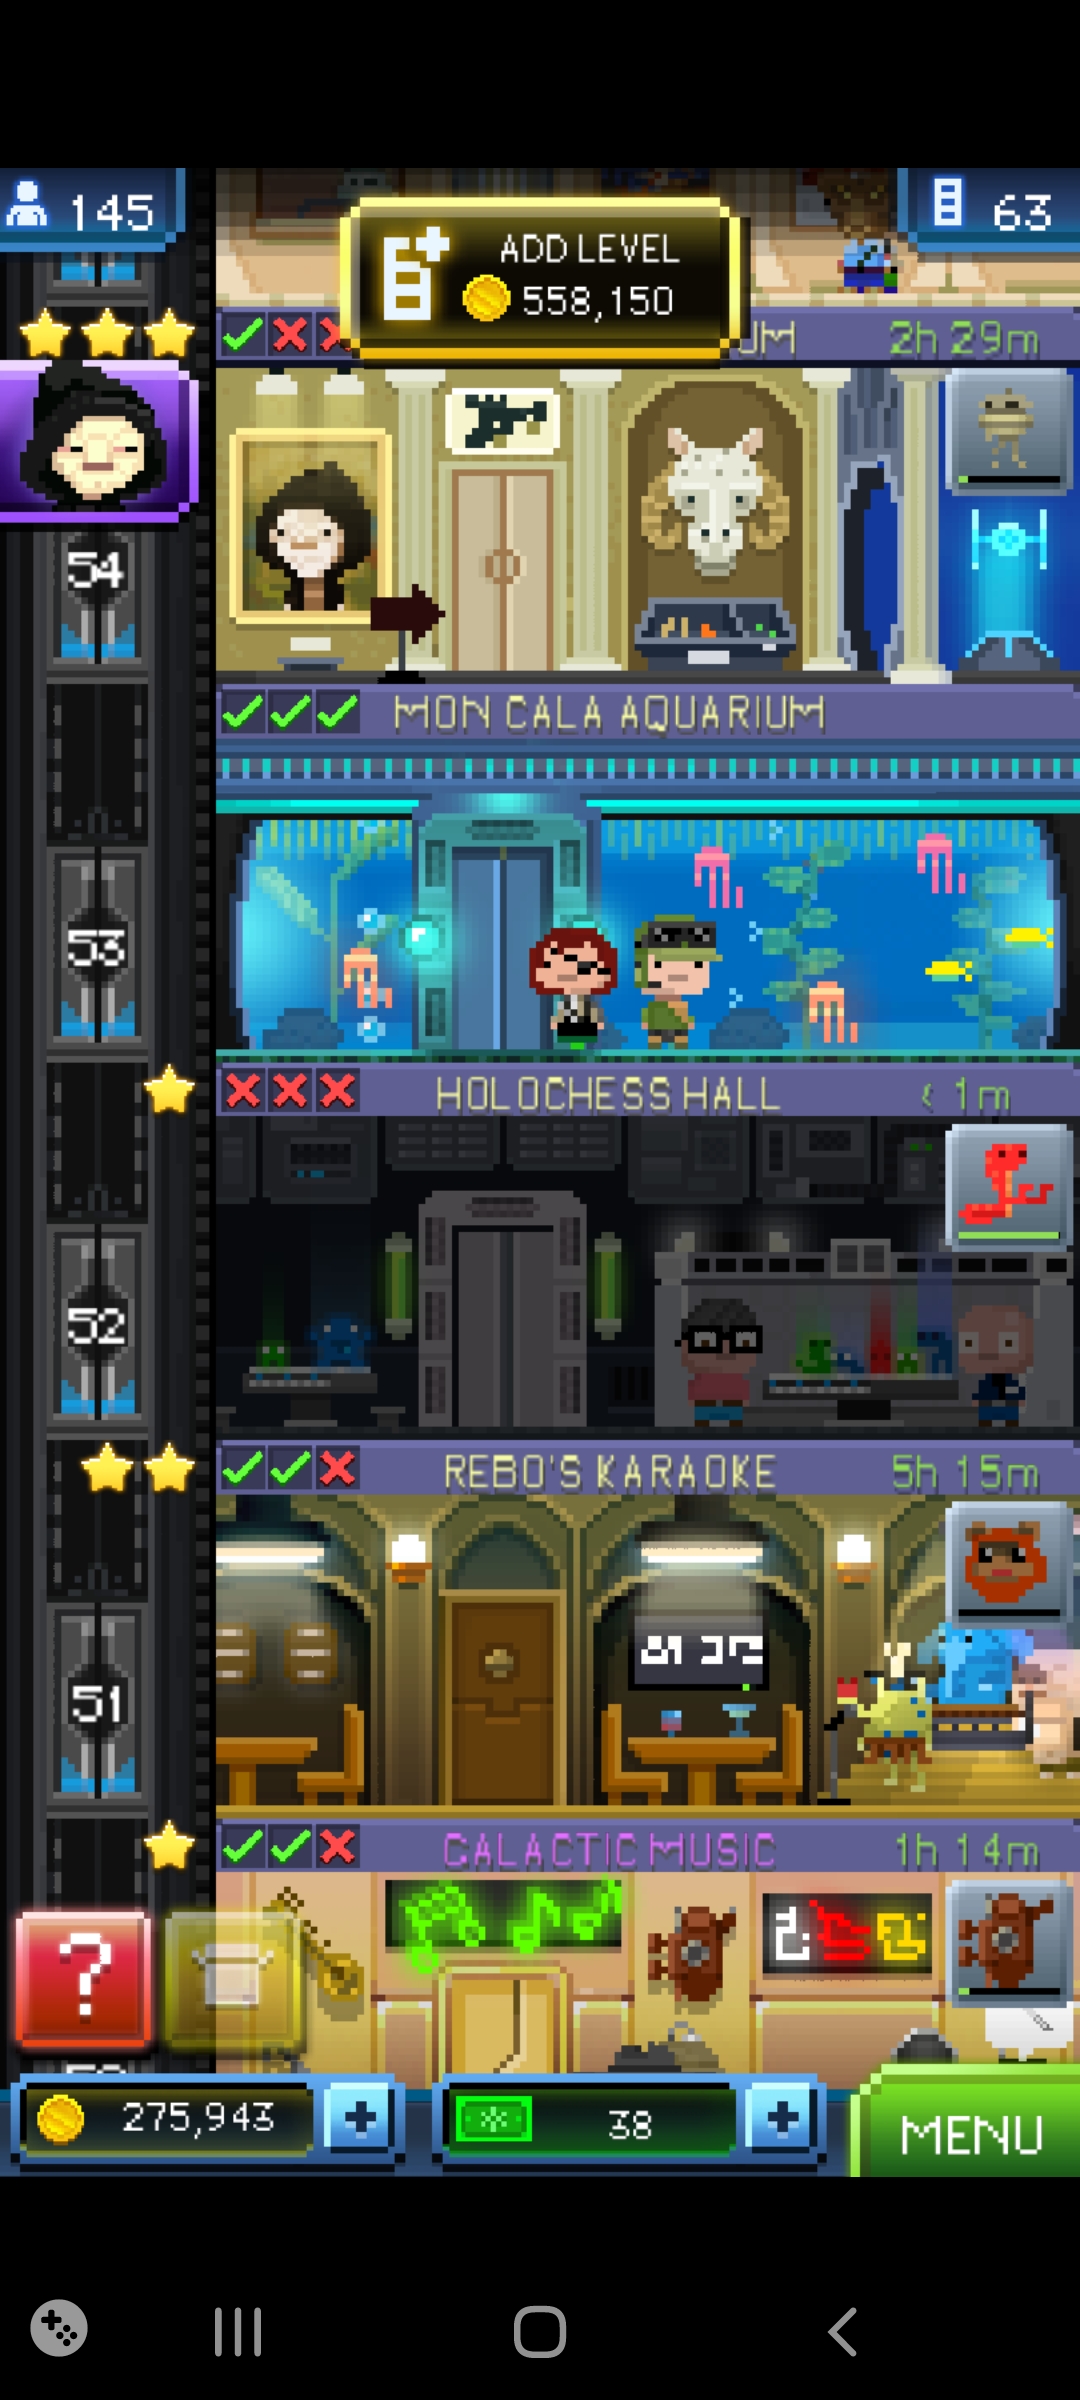 145
63
ADD LEVEL
558,150
UM 2h 29m
54
MON CALA AQUARIUM
53
HOLOCHESS HALL < 1m
52
REBO'S KARAOKE 5h 15m
51
GALACTIC MUSIC 1h 14m
?
275,943 +
38 +
MENU